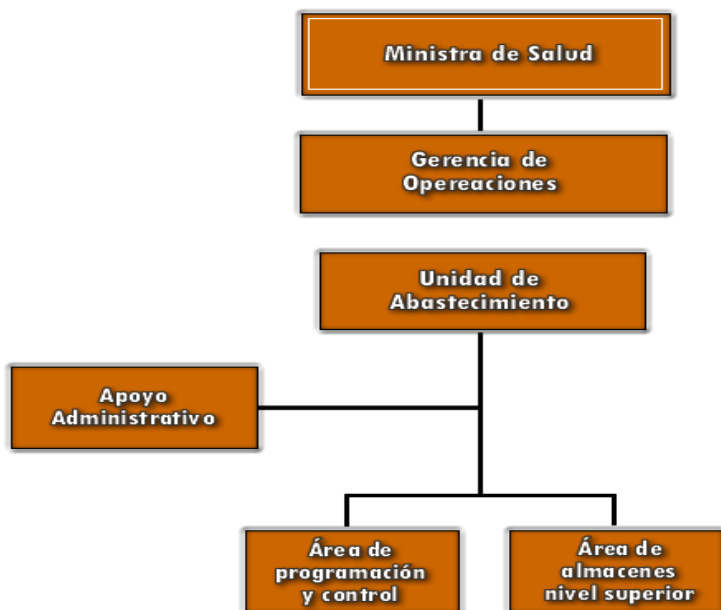 Ministra de Salud
Gerencia de
Opereaciones
Unidad de
Abastecimiento
Apoyo
Administrativo
Área de
programación
y control
Área de
almacenes
nivel superior